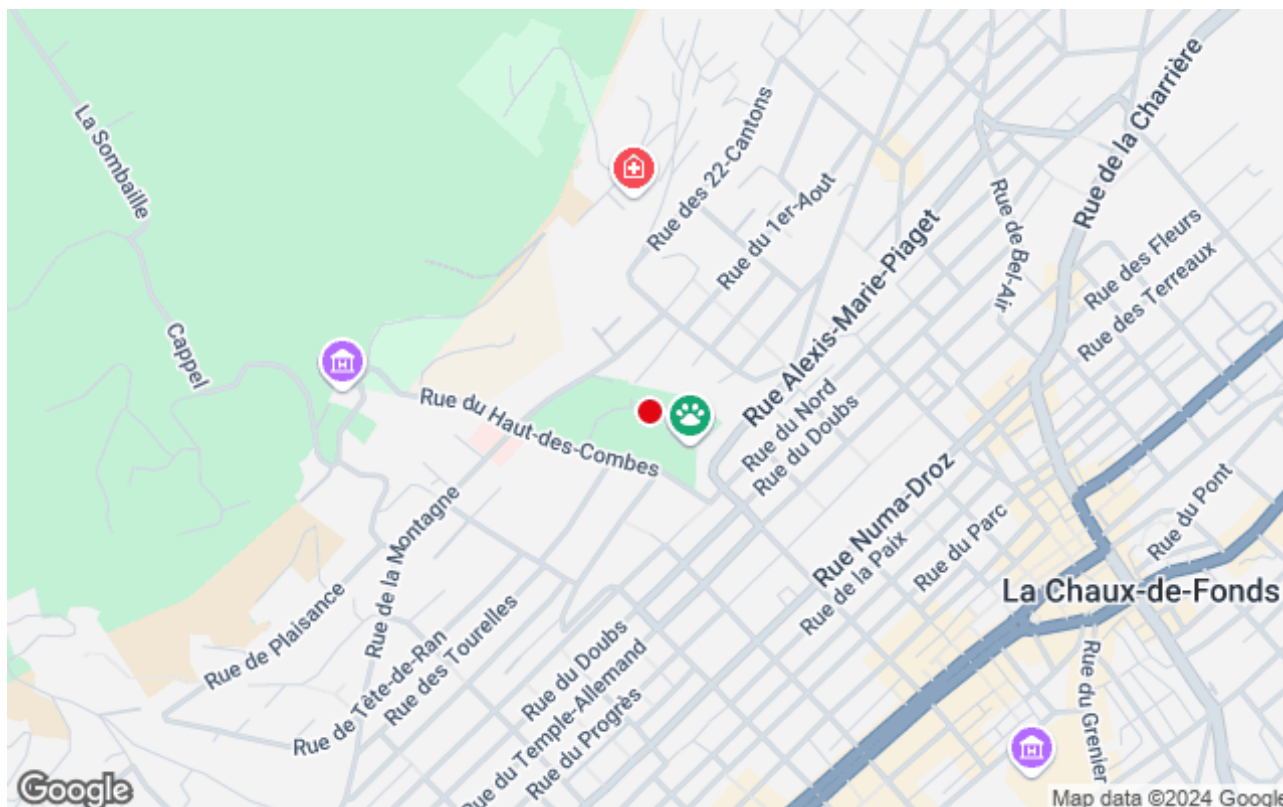 La Sombaille
Cappel
Rue des 22-Cantons
Rue du 1er-Aout
Rue Alexis-Marie-Piaget
Rue de Bel-Air
Rue de la Charrière
Rue des Fleurs
Rue des Terreaux
Rue du Haut-des-Combes
Rue du Nord
Rue du Doubs
Rue Numa-Droz
Rue de la Paix
Rue du Parc
Rue du Pont
La Chaux-de-Fonds
Rue de la Montagne
Rue de Plaisance
Rue de Tête-de-Ran
Rue des Tourelles
Rue du Doubs
Rue du Temple-Allemand
Rue du Progrès
Rue du Grenier
Google
Map data ©2024 Google